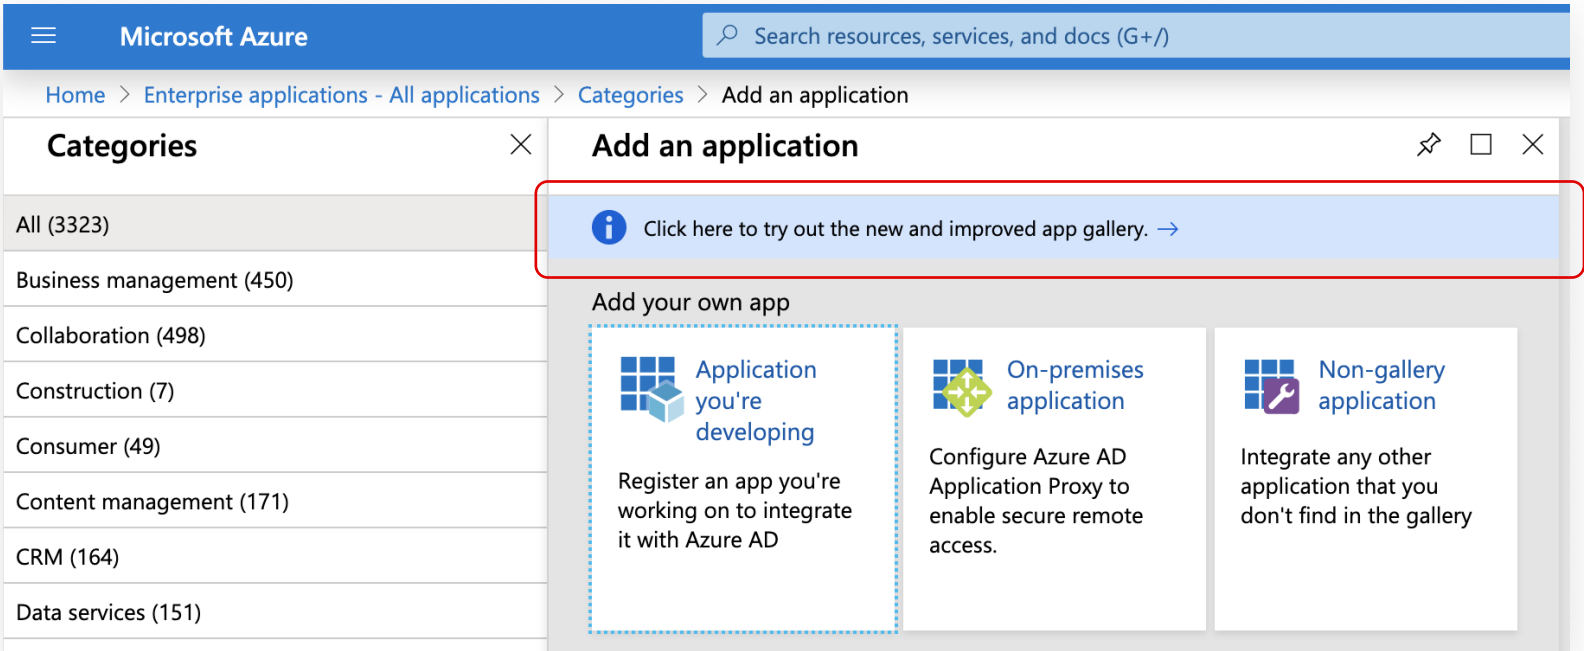 Microsoft Azure
Search resources, services, and docs (G+/)
Home > Enterprise applications - All applications > Categories > Add an application
Categories
All (3323)
Business management (450)
Collaboration (498)
Construction (7)
Consumer (49)
Content management (171)
CRM (164)
Data services (151)
Add an application
Click here to try out the new and improved app gallery. →
Add your own app
Application
you're
developing
Register an app you're
working on to integrate
it with Azure AD
On-premises
application
Configure Azure AD
Application Proxy to
enable secure remote
access.
Non-gallery
application
Integrate any other
application that you
don't find in the gallery